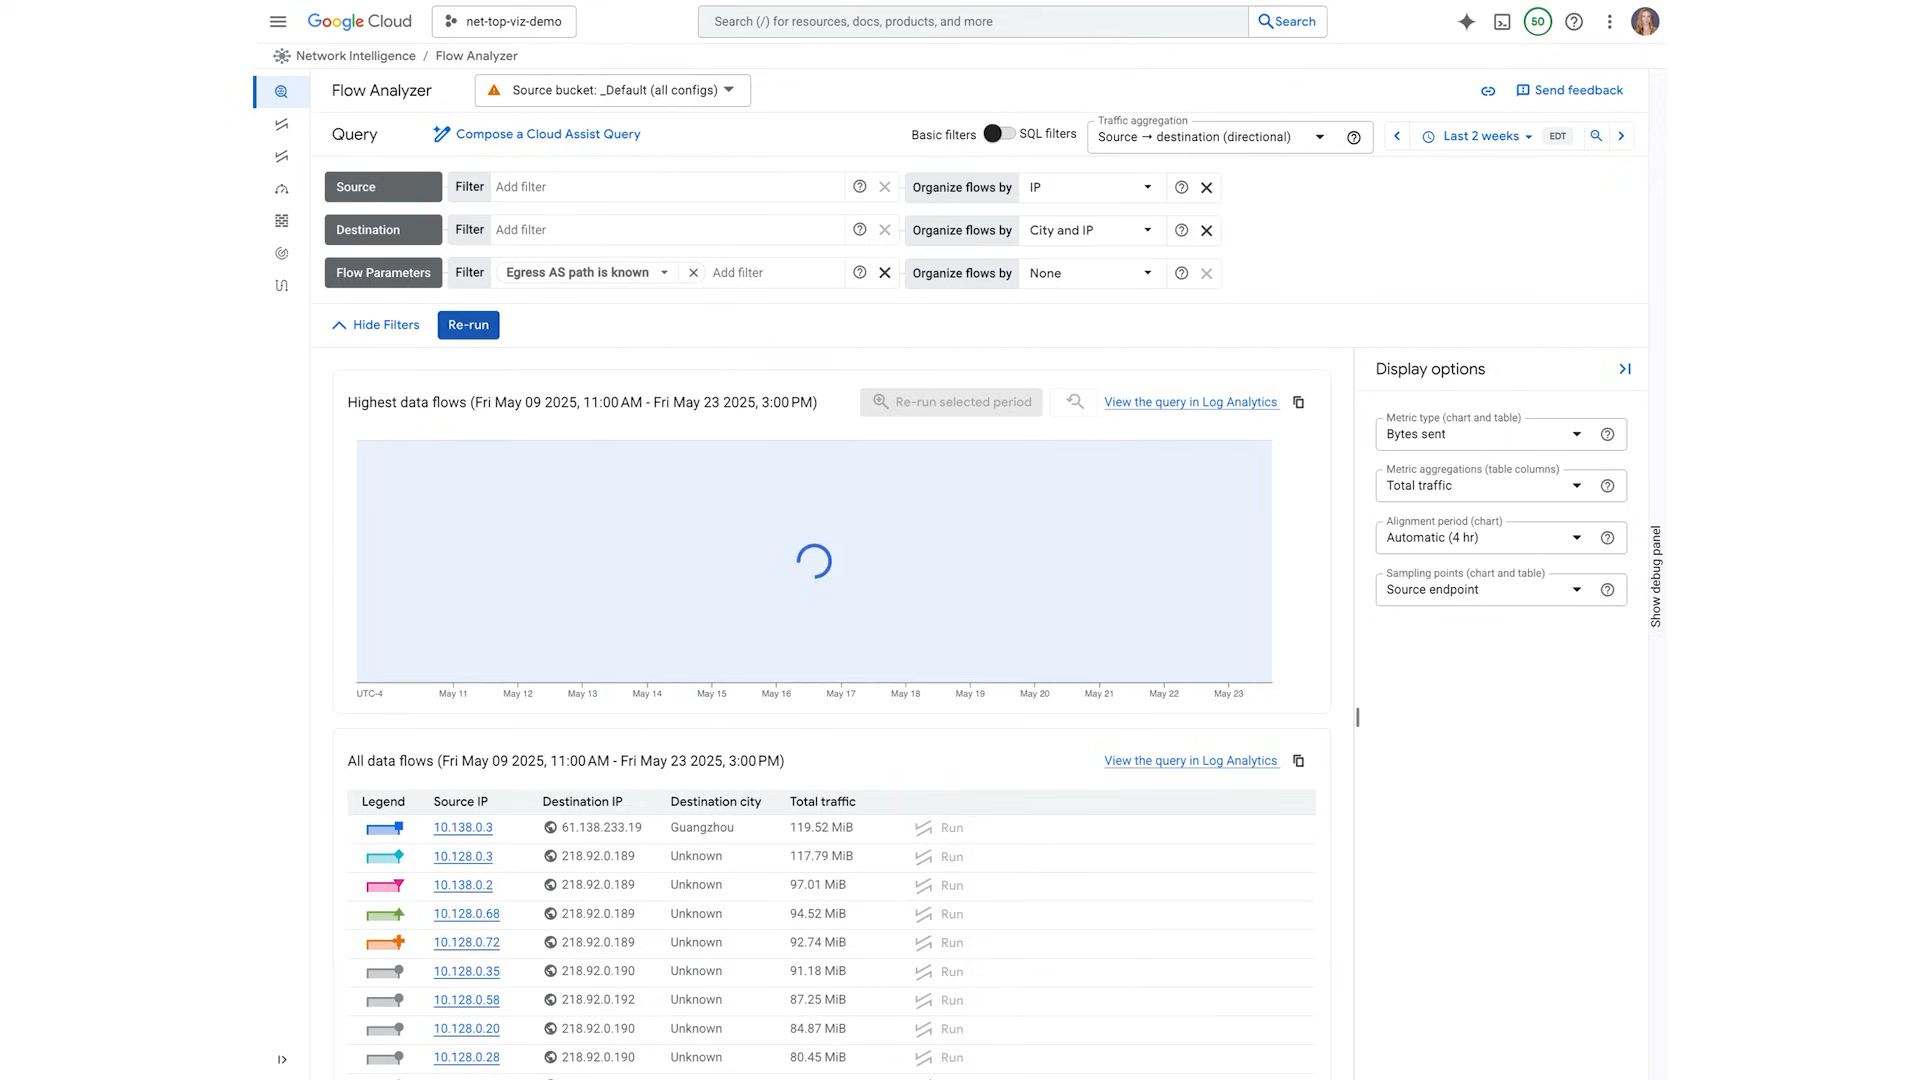 Google Cloud
net-top-viz-demo
Search (/) for resources, docs, products, and more
Search
50
Network Intelligence / Flow Analyzer
Flow Analyzer
Source bucket: _Default (all configs)
Send feedback
Query
Compose a Cloud Assist Query
Basic filters
SQL filters
Traffic aggregation
Source → destination (directional)
Last 2 weeks
EDT
Source
Filter
Add filter
Organize flows by
IP
Destination
Filter
Add filter
Organize flows by
City and IP
Flow Parameters
Filter
Egress AS path is known
Add filter
Organize flows by
None
Hide Filters
Re-run
Highest data flows (Fri May 09 2025, 11:00 AM - Fri May 23 2025, 3:00 PM)
Re-run selected period
View the query in Log Analytics
UTC-4 May 11 May 12 May 13 May 14 May 15 May 16 May 17 May 18 May 19 May 20 May 21 May 22 May 23
All data flows (Fri May 09 2025, 11:00 AM - Fri May 23 2025, 3:00 PM)
View the query in Log Analytics
Legend Source IP Destination IP Destination city Total traffic
10.138.0.3 61.138.233.19 Guangzhou 119.52 MiB Run
10.128.0.3 218.92.0.189 Unknown 117.79 MiB Run
10.138.0.2 218.92.0.189 Unknown 97.01 MiB Run
10.128.0.68 218.92.0.189 Unknown 94.52 MiB Run
10.128.0.72 218.92.0.189 Unknown 92.74 MiB Run
10.128.0.35 218.92.0.190 Unknown 91.18 MiB Run
10.128.0.58 218.92.0.192 Unknown 87.25 MiB Run
10.128.0.20 218.92.0.190 Unknown 84.87 MiB Run
10.128.0.28 218.92.0.190 Unknown 80.45 MiB Run
Display options
Metric type (chart and table)
Bytes sent
Metric aggregations (table columns)
Total traffic
Alignment period (chart)
Automatic (4 hr)
Sampling points (chart and table)
Source endpoint
Show debug panel